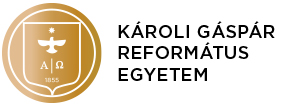 KÁROLI GÁSPÁR
REFORMÁTUS
EGYETEM
A|Ω
1855